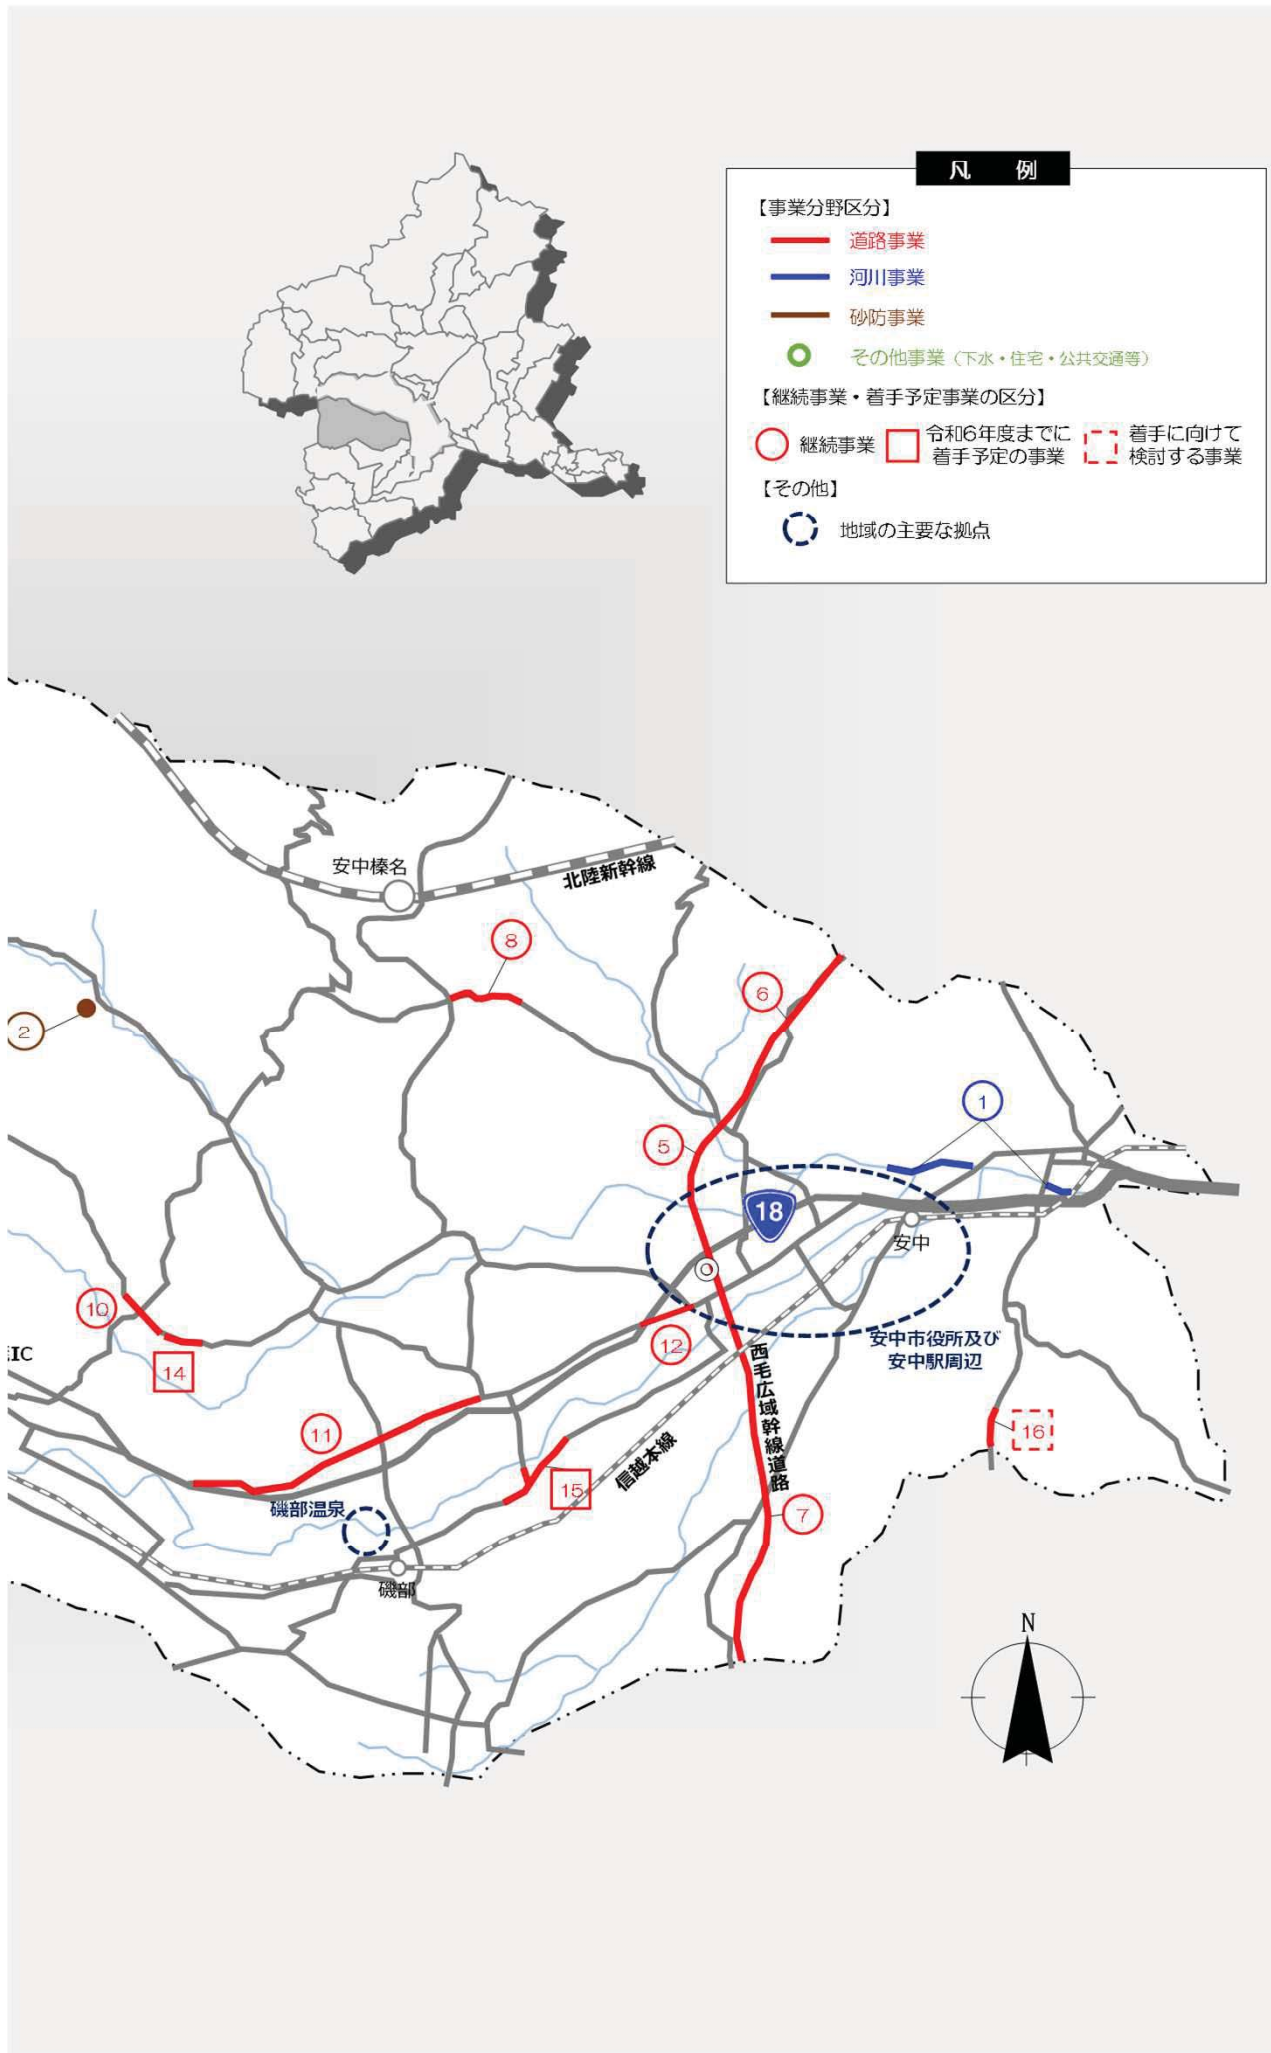 凡 例
【事業分野区分】
道路事業
河川事業
砂防事業
その他事業（下水・住宅・公共交通等）
【継続事業・着手予定事業の区分】
継続事業
令和6年度までに
着手予定の事業
着手に向けて
検討する事業
【その他】
地域の主要な拠点
安中榛名
北陸新幹線
8
6
2
1
5
18
安中
10
12
安中市役所及び
安中駅周辺
IC
14
西毛広域幹線道路
11
16
信越本線
15
磯部温泉
7
磯部
N